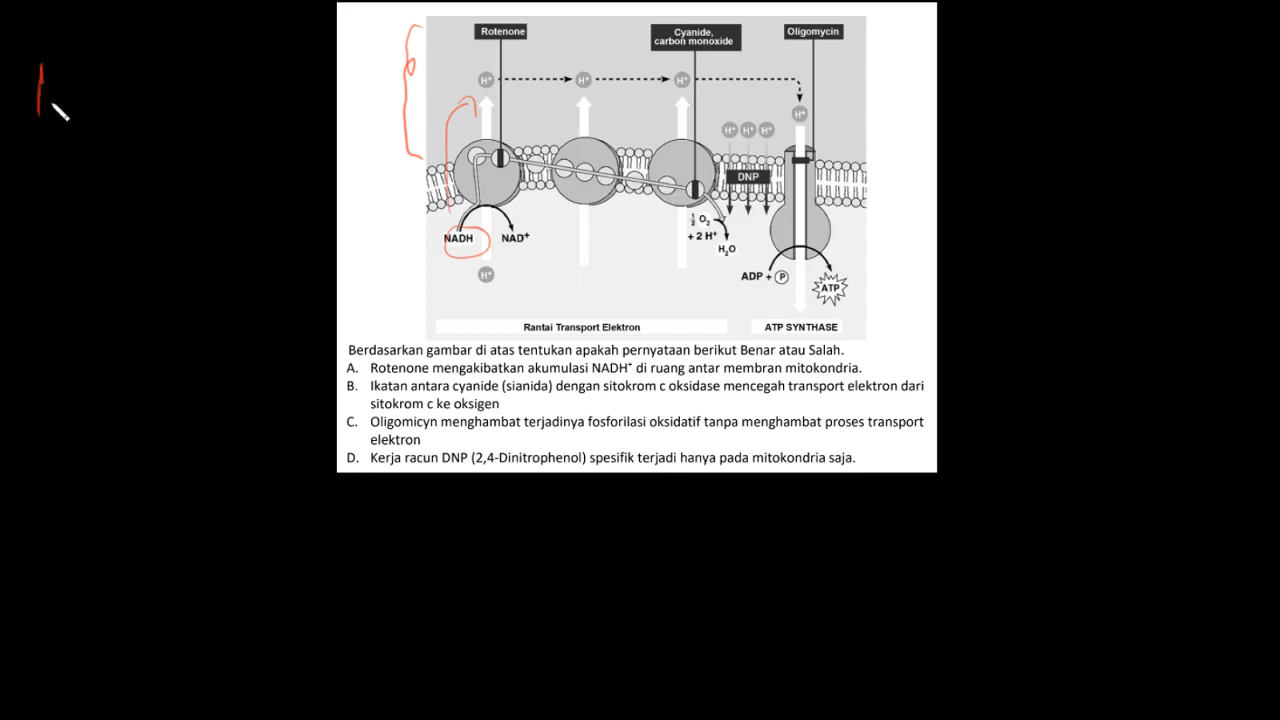 Rotenone
Cyanide,
carbon monoxide
Oligomycin
H⁺ H⁺ H⁺
H⁺
H⁺ H⁺ H⁺
DNP
½ O₂
+ 2 H⁺
H₂O
NADH NAD⁺
H⁺
ADP + P
ATP
Rantai Transport Elektron
ATP SYNTHASE
Berdasarkan gambar di atas tentukan apakah pernyataan berikut Benar atau Salah.
A. Rotenone mengakibatkan akumulasi NADH⁺ di ruang antar membran mitokondria.
B. Ikatan antara cyanide (sianida) dengan sitokrom c oksidase mencegah transport elektron dari
sitokrom c ke oksigen
C. Oligomicyn menghambat terjadinya fosforilasi oksidatif tanpa menghambat proses transport
elektron
D. Kerja racun DNP (2,4-Dinitrophenol) spesifik terjadi hanya pada mitokondria saja.